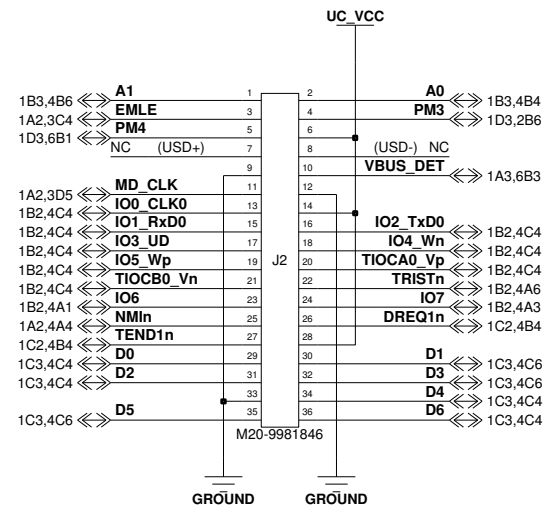 UC_VCC
1B3,4B6 A1 1 2 A0 1B3,4B4
1A2,3C4 EMLE 3 4 PM3 1D3,2B6
1D3,6B1 PM4 5 6
NC (USD+) 7 8 (USD-) NC
9 10 VBUS_DET 1A3,6B3
1A2,3D5 MD_CLK 11 12
1B2,4C4 IO0_CLK0 13 14
1B2,4C4 IO1_RxD0 15 16 IO2_TxD0 1B2,4C4
1B2,4C4 IO3_UD 17 18 IO4_Wn 1B2,4C4
1B2,4C4 IO5_Wp 19 J2 20 TIOCA0_Vp 1B2,4C4
1B2,4C4 TIOCB0_Vn 21 22 TRISTn 1B2,4A6
1B2,4A1 IO6 23 24 IO7 1B2,4A3
1A2,4A4 NMIn 25 26 DREQ1n 1C2,4B4
1C2,4B4 TEND1n 27 28
1C3,4C4 D0 29 30 D1 1C3,4C6
1C3,4C4 D2 31 32 D3 1C3,4C6
33 34 D4 1C3,4C4
1C3,4C6 D5 35 36 D6 1C3,4C4
M20-9981846
GROUND GROUND